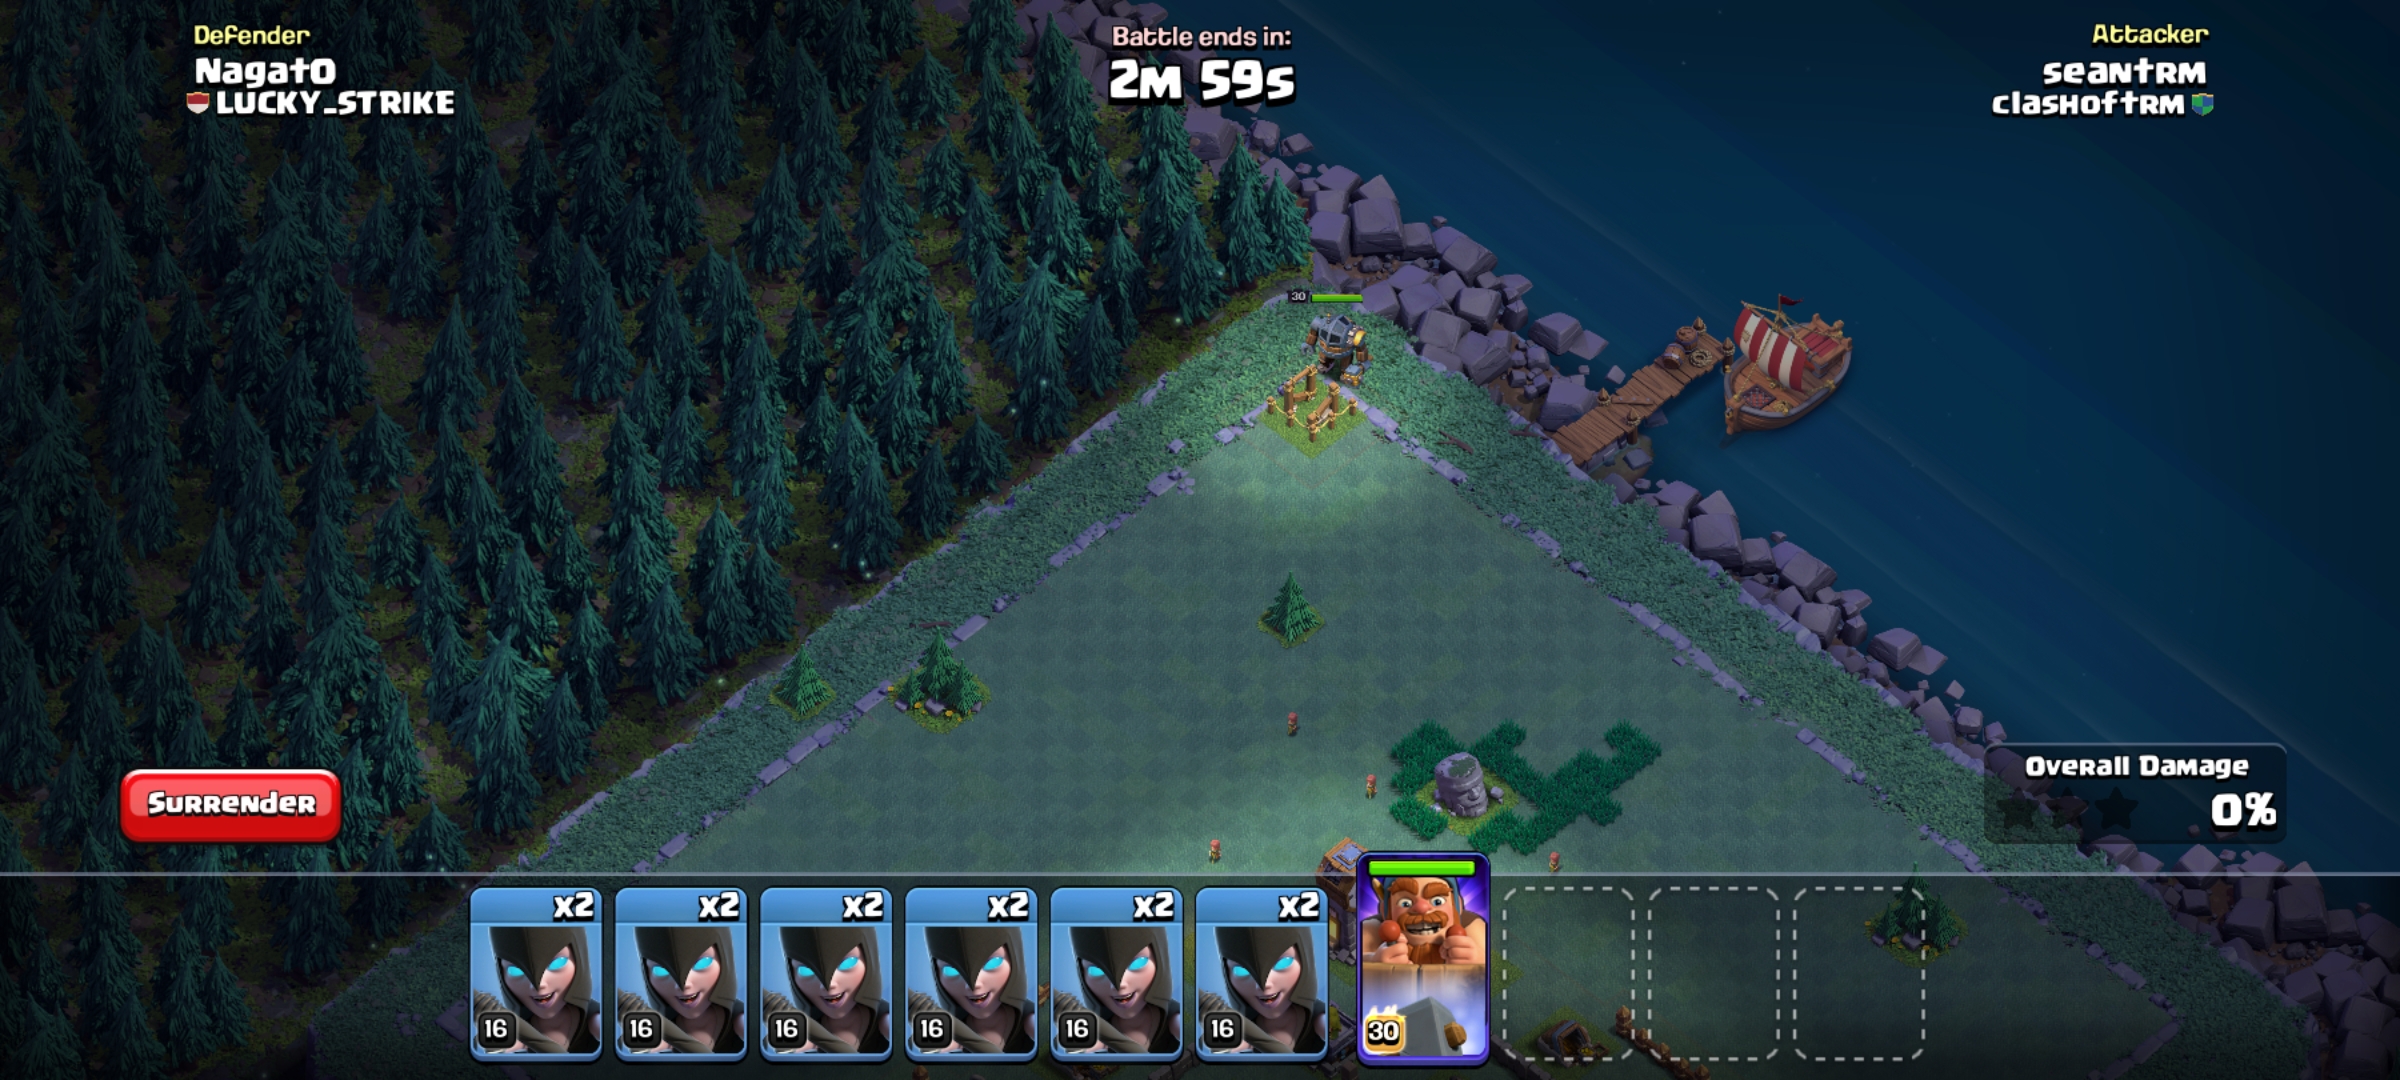 Defender
Nagat0
LUCKY_STRIKE
Battle ends in:
2M 59S
Attacker
seantRM
clashoftRM
30
Surrender
Overall Damage
0%
x2
x2
x2
x2
x2
x2
16
16
16
16
16
16
30